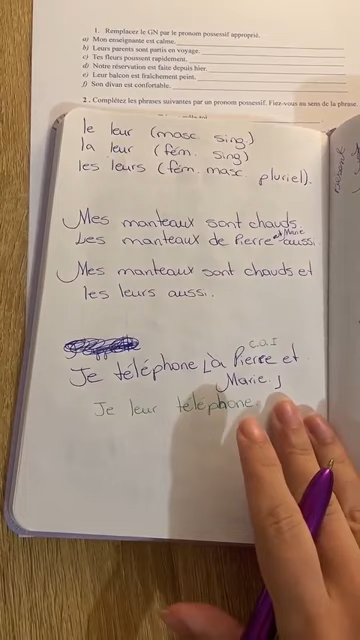 1. Remplacez le GN par le pronom possessif approprié.
a) Mon enseignante est calme.
b) Leurs parents sont partis en voyage.
c) Tes fleurs poussent rapidement.
d) Notre réservation est faite depuis hier.
e) Leur balcon est fraîchement peint.
f) Son divan est confortable.
2. Complétez les phrases suivantes par un pronom possessif. Fiez-vous au sens de la phrase.
le leur (masc. sing.)
la leur (fém. sing)
les leurs (fém. masc. pluriel).
Mes manteaux sont chauds.
Les manteaux de Pierre et Marie aussi.
Mes manteaux sont chauds et
les leurs aussi.
C.O.I
Je téléphone [à Pierre et
Marie.]
Je leur téléphone.